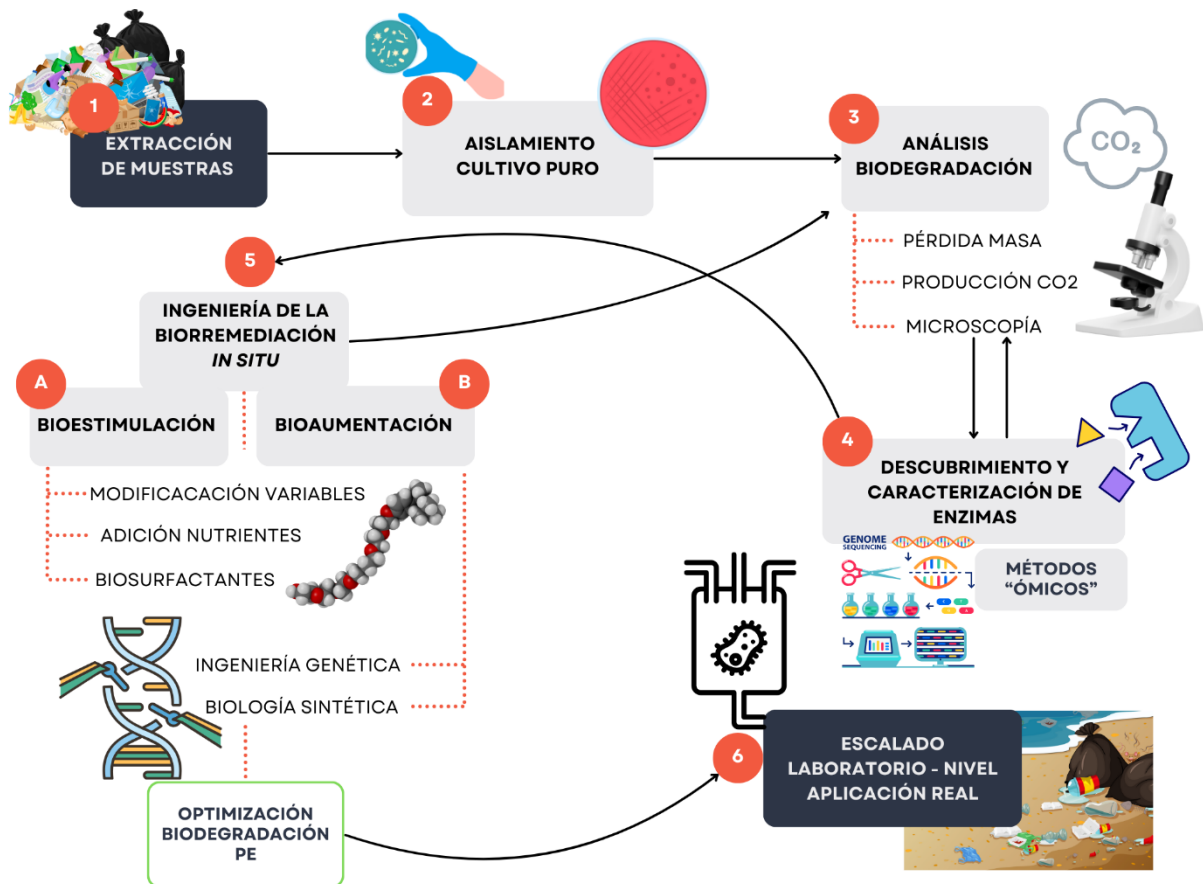 1
EXTRACCIÓN
DE MUESTRAS
2
AISLAMIENTO
CULTIVO PURO
3
ANÁLISIS
BIODEGRADACIÓN
CO₂
PÉRDIDA MASA
PRODUCCIÓN CO2
MICROSCOPÍA
4
DESCUBRIMIENTO Y
CARACTERIZACIÓN DE
ENZIMAS
GENOME
SEQUENCING
MÉTODOS
“ÓMICOS”
5
INGENIERÍA DE LA
BIORREMEDIACIÓN
IN SITU
A
BIOESTIMULACIÓN
B
BIOAUMENTACIÓN
MODIFICACACIÓN VARIABLES
ADICIÓN NUTRIENTES
BIOSURFACTANTES
INGENIERÍA GENÉTICA
BIOLOGÍA SINTÉTICA
OPTIMIZACIÓN
BIODEGRADACIÓN
PE
6
ESCALADO
LABORATORIO - NIVEL
APLICACIÓN REAL